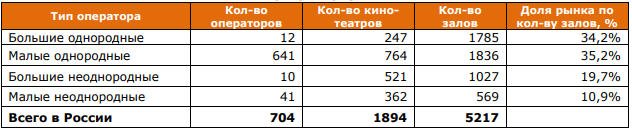 Тип оператора Кол-во операторов Кол-во кино-театров Кол-во залов Доля рынка по кол-ву залов, %
Большие однородные 12 247 1785 34,2%
Малые однородные 641 764 1836 35,2%
Большие неоднородные 10 521 1027 19,7%
Малые неоднородные 41 362 569 10,9%
Всего в России 704 1894 5217